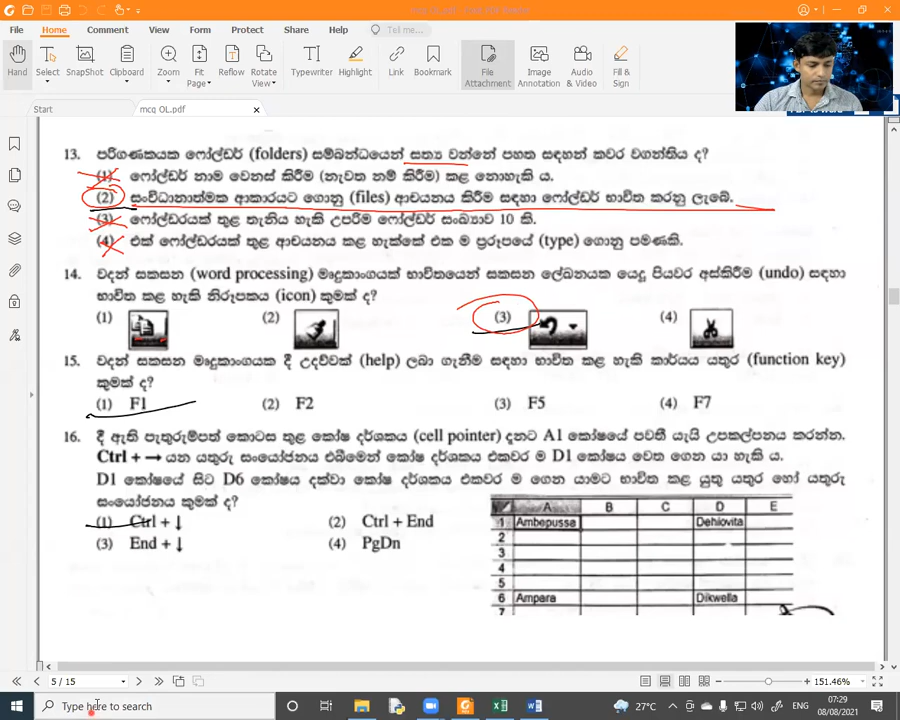 mcq OL.pdf
File Home Comment View Form Protect Share Help Tell me...
Hand Select SnapShot Clipboard Zoom Fit Page Reflow Rotate View Typewriter Highlight Link Bookmark File Attachment Image Annotation Audio & Video Fill & Sign
Start mcq OL.pdf
13. පරිගණකයක ෆෝල්ඩර් (folders) සම්බන්ධයෙන් සත්‍ය වන්නේ පහත සඳහන් කවර වගන්තිය ද?
(1) ෆෝල්ඩර් නාම වෙනස් කිරීම (නැවත නම් කිරීම) කළ නොහැකි ය.
(2) සංවිධානාත්මක ආකාරයට ගොනු (files) ආචයනය කිරීම සඳහා ෆෝල්ඩර් භාවිත කරනු ලැබේ.
(3) ෆෝල්ඩරයක් තුළ තැනිය හැකි උපරිම ෆෝල්ඩර් සංඛ්‍යාව 10 කි.
(4) එක් ෆෝල්ඩරයක් තුළ ආචයනය කළ හැක්කේ එක ම ප්‍රරූපයේ (type) ගොනු පමණකි.
14. වදන් සකසන (word processing) මෘදුකාංගයක් භාවිතයෙන් සකසන ලේඛනයක යෙදූ පියවර අස්කිරීම (undo) සඳහා
භාවිත කළ හැකි නිරූපකය (icon) කුමක් ද?
(1) (2) (3) (4)
15. වදන් සකසන මෘදුකාංගයක දී උදව්වක් (help) ලබා ගැනීම සඳහා භාවිත කළ හැකි කාර්යය යතුර (function key)
කුමක් ද?
(1) F1 (2) F2 (3) F5 (4) F7
16. දී ඇති පැතුරුම්පත් කොටස තුළ කෝෂ දර්ශකය (cell pointer) දැනට A1 කෝෂයේ පවතී යැයි උපකල්පනය කරන්න.
Ctrl + → යන යතුරු සංයෝජනය එබීමෙන් කෝෂ දර්ශකය එකවර ම D1 කෝෂය වෙත ගෙන යා හැකි ය.
D1 කෝෂයේ සිට D6 කෝෂය දක්වා කෝෂ දර්ශකය එකවර ම ගෙන යාමට භාවිත කළ යුතු යතුර හෝ යතුරු
සංයෝජනය කුමක් ද?
(1) Ctrl + ↓ (2) Ctrl + End
(3) End + ↓ (4) PgDn
A B C D E
1 Ambepussa Dehiovita
2
3
4
5
6 Ampara Dikwella
7
5 / 15 151.46%
Type here to search 27°C ENG 07:29
08/08/2021